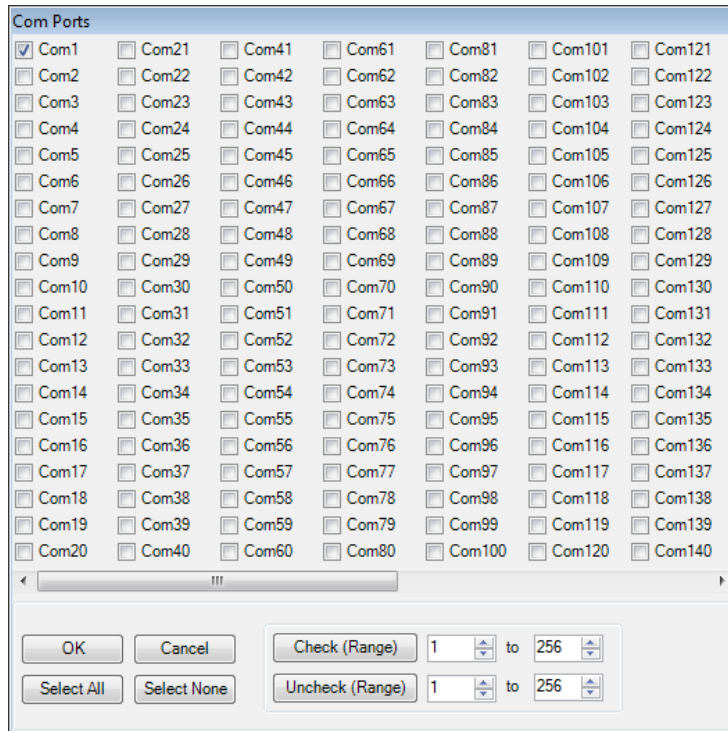 Com Ports
Com1 Com21 Com41 Com61 Com81 Com101 Com121
Com2 Com22 Com42 Com62 Com82 Com102 Com122
Com3 Com23 Com43 Com63 Com83 Com103 Com123
Com4 Com24 Com44 Com64 Com84 Com104 Com124
Com5 Com25 Com45 Com65 Com85 Com105 Com125
Com6 Com26 Com46 Com66 Com86 Com106 Com126
Com7 Com27 Com47 Com67 Com87 Com107 Com127
Com8 Com28 Com48 Com68 Com88 Com108 Com128
Com9 Com29 Com49 Com69 Com89 Com109 Com129
Com10 Com30 Com50 Com70 Com90 Com110 Com130
Com11 Com31 Com51 Com71 Com91 Com111 Com131
Com12 Com32 Com52 Com72 Com92 Com112 Com132
Com13 Com33 Com53 Com73 Com93 Com113 Com133
Com14 Com34 Com54 Com74 Com94 Com114 Com134
Com15 Com35 Com55 Com75 Com95 Com115 Com135
Com16 Com36 Com56 Com76 Com96 Com116 Com136
Com17 Com37 Com57 Com77 Com97 Com117 Com137
Com18 Com38 Com58 Com78 Com98 Com118 Com138
Com19 Com39 Com59 Com79 Com99 Com119 Com139
Com20 Com40 Com60 Com80 Com100 Com120 Com140
OK Cancel Check (Range) 1 to 256
Select All Select None Uncheck (Range) 1 to 256